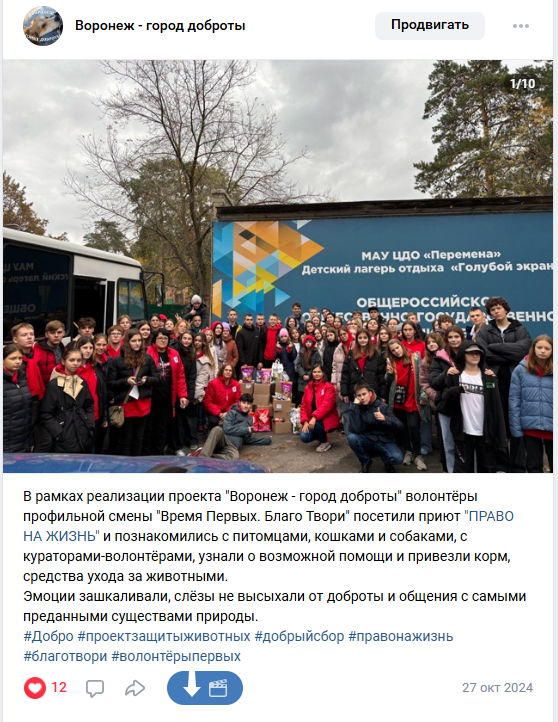 Воронеж - город доброты
Продвигать
1/10
МАУ ЦДО «Перемена»
Детский лагерь отдыха «Голубой экран
ОБЩЕРОССИЙСКО
В рамках реализации проекта "Воронеж - город доброты" волонтёры
профильной смены "Время Первых. Благо Твори" посетили приют "ПРАВО
НА ЖИЗНЬ" и познакомились с питомцами, кошками и собаками, с
кураторами-волонтёрами, узнали о возможной помощи и привезли корм,
средства ухода за животными.
Эмоции зашкаливали, слёзы не высыхали от доброты и общения с самыми
преданными существами природы.
#Добро #проектзащитыживотных #добрыйсбор #правонажизнь
#благотвори #волонтёрыпервых
12
27 окт 2024